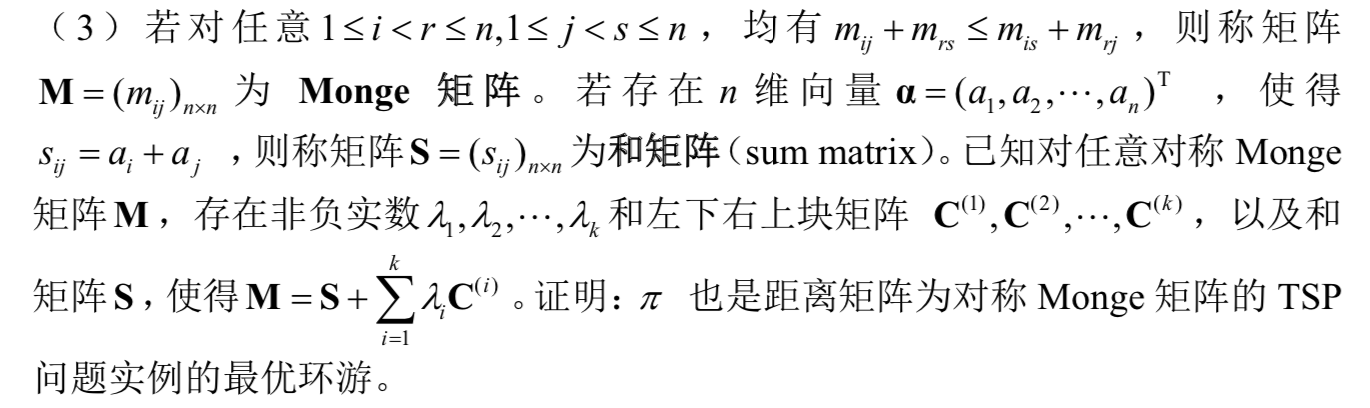 （3）若对任意 $1 \le i < r \le n, 1 \le j < s \le n$ ，均有 $m_{ij} + m_{rs} \le m_{is} + m_{rj}$ ，则称矩阵
$\mathbf{M} = (m_{ij})_{n \times n}$ 为 Monge 矩阵。若存在 $n$ 维向量 $\boldsymbol{\alpha} = (a_1, a_2, \cdots, a_n)^{\mathrm{T}}$ ，使得
$s_{ij} = a_i + a_j$ ，则称矩阵 $\mathbf{S} = (s_{ij})_{n \times n}$ 为和矩阵（sum matrix）。已知对任意对称 Monge
矩阵 $\mathbf{M}$，存在非负实数 $\lambda_1, \lambda_2, \cdots, \lambda_k$ 和左下右上块矩阵 $\mathbf{C}^{(1)}, \mathbf{C}^{(2)}, \cdots, \mathbf{C}^{(k)}$，以及和
矩阵 $\mathbf{S}$，使得 $\mathbf{M} = \mathbf{S} + \sum_{i=1}^{k} \lambda_i \mathbf{C}^{(i)}$ 。证明：$\pi$ 也是距离矩阵为对称 Monge 矩阵的 TSP
问题实例的最优环游。